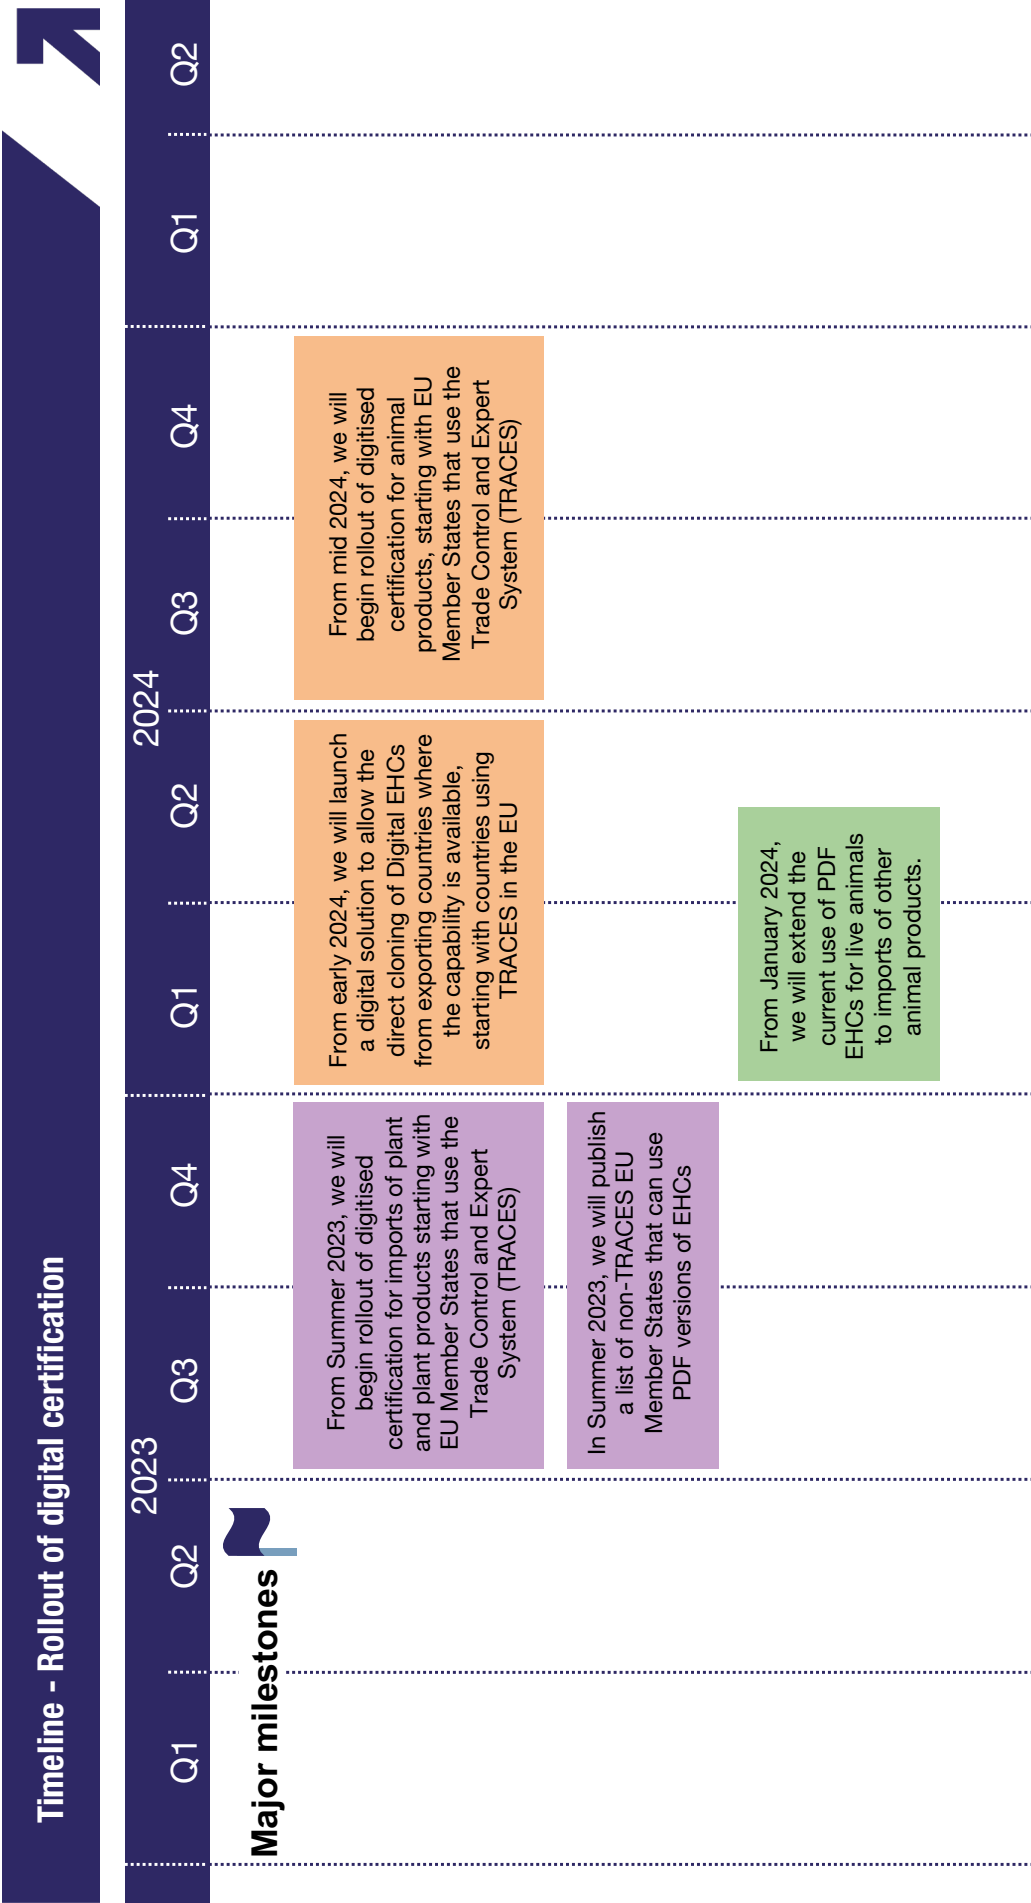 Timeline - Rollout of digital certification
2023
2024
Q1
Q2
Q3
Q4
Q1
Q2
Q3
Q4
Q1
Q2
Major milestones
From Summer 2023, we will
begin rollout of digitised
certification for imports of plant
and plant products starting with
EU Member States that use the
Trade Control and Expert
System (TRACES)
In Summer 2023, we will publish
a list of non-TRACES EU
Member States that can use
PDF versions of EHCs
From early 2024, we will launch
a digital solution to allow the
direct cloning of Digital EHCs
from exporting countries where
the capability is available,
starting with countries using
TRACES in the EU
From mid 2024, we will
begin rollout of digitised
certification for animal
products, starting with EU
Member States that use the
Trade Control and Expert
System (TRACES)
From January 2024,
we will extend the
current use of PDF
EHCs for live animals
to imports of other
animal products.